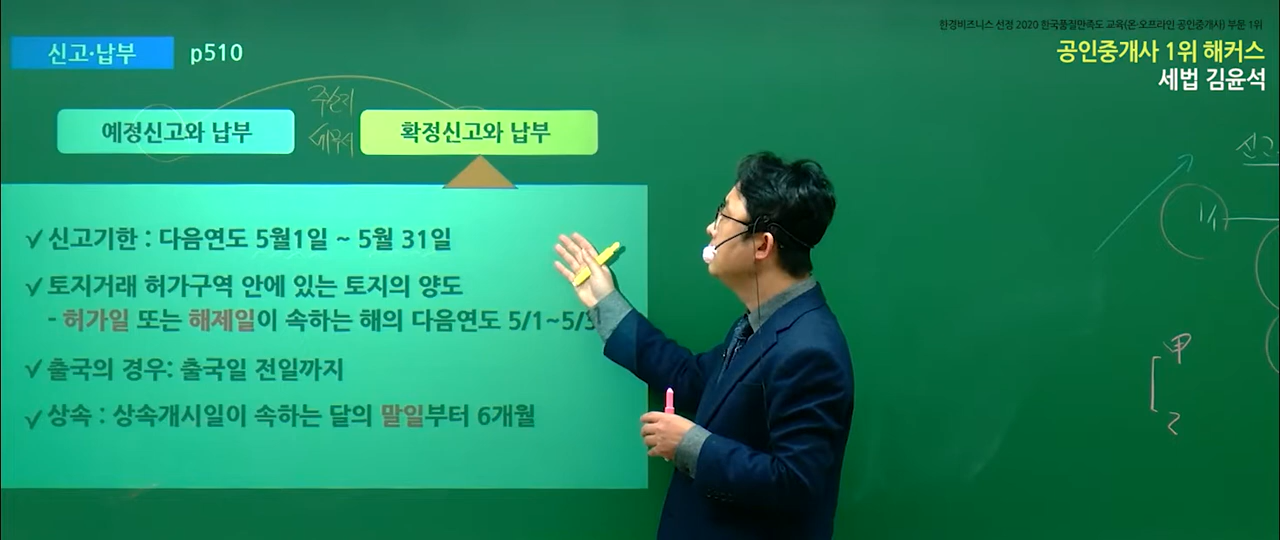 한경비즈니스 선정 2020 한국품질만족도 교육(온·오프라인 공인중개사) 부문 1위
공인중개사 1위 해커스
세법 김윤석
신고·납부 p510
예정신고와 납부
확정신고와 납부
✓ 신고기한 : 다음연도 5월1일 ~ 5월 31일
✓ 토지거래 허가구역 안에 있는 토지의 양도
- 허가일 또는 해제일이 속하는 해의 다음연도 5/1~5/3
✓ 출국의 경우: 출국일 전일까지
✓ 상속 : 상속개시일이 속하는 달의 말일부터 6개월
신고
1/1
甲
乙